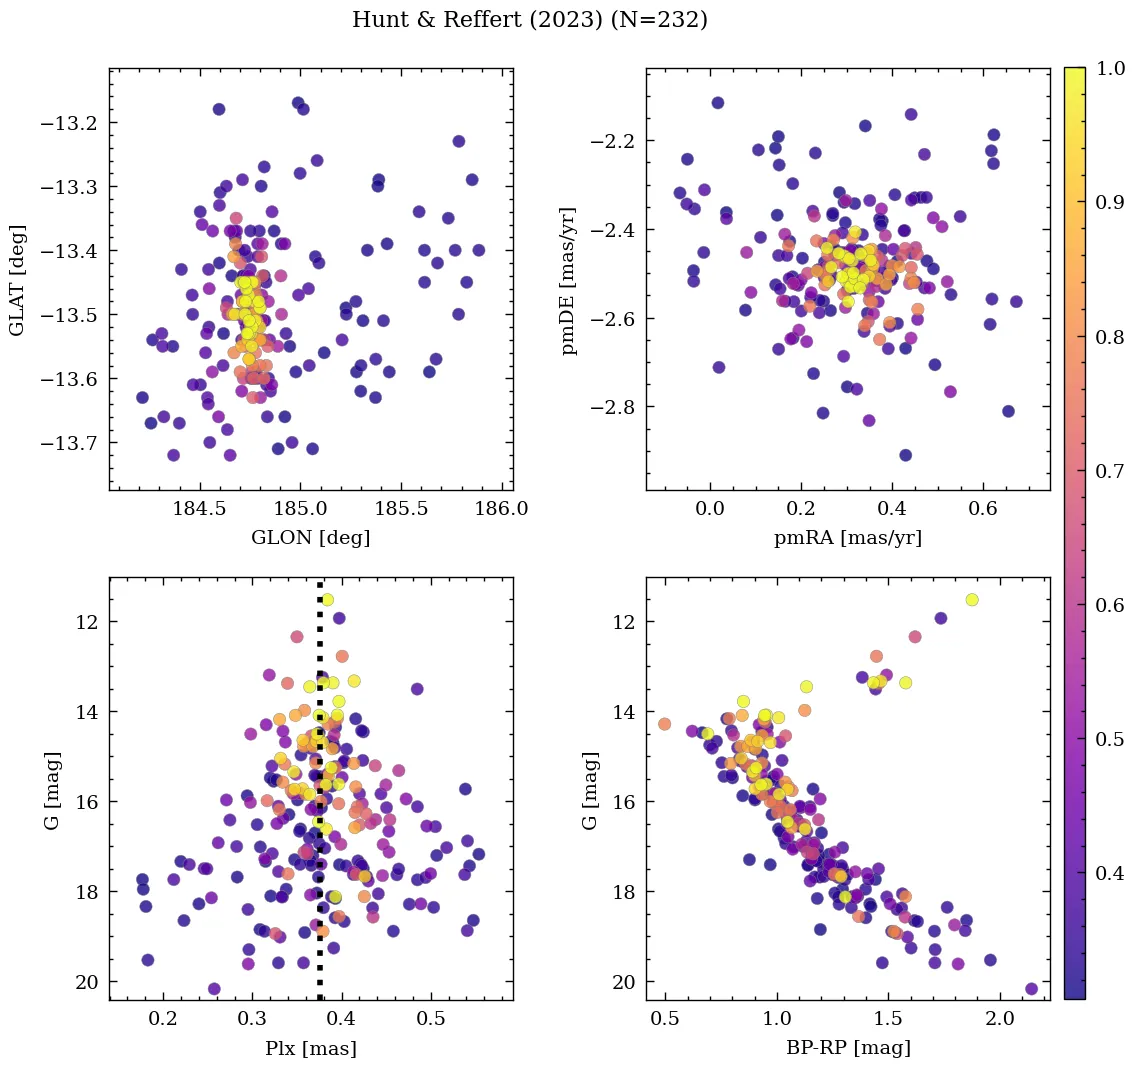 Hunt & Reffert (2023) (N=232)
−13.2
−13.3
−13.4
−13.5
−13.6
−13.7
GLAT [deg]
184.5 185.0 185.5 186.0
GLON [deg]
−2.2
−2.4
−2.6
−2.8
pmDE [mas/yr]
0.0 0.2 0.4 0.6
pmRA [mas/yr]
12
14
16
18
20
G [mag]
0.2 0.3 0.4 0.5
Plx [mas]
12
14
16
18
20
G [mag]
0.5 1.0 1.5 2.0
BP-RP [mag]
1.0
0.9
0.8
0.7
0.6
0.5
0.4